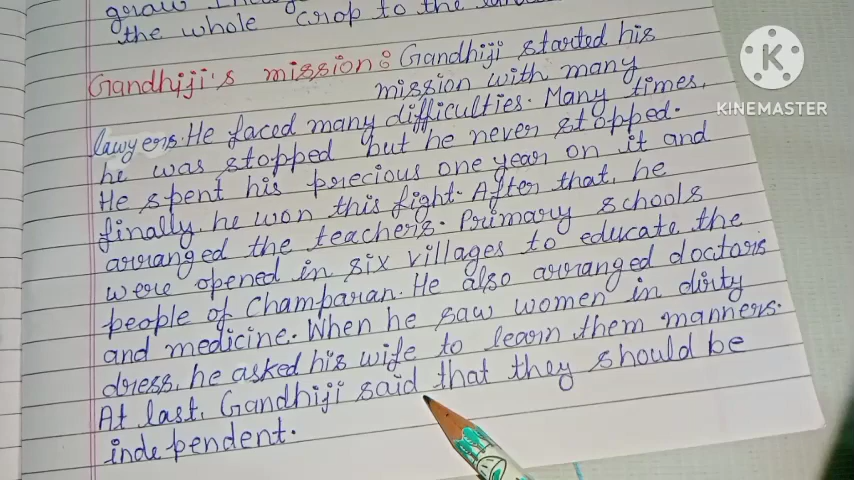 the whole crop to the
Gandhiji's mission: Gandhiji started his
mission with many
lawyers. He faced many difficulties. Many times,
he was stopped but he never stopped.
He spent his precious one year on it and
finally, he won this fight. After that, he
arranged the teachers. Primary schools
were opened in six villages to educate the
people of Champaran. He also arranged doctors
and medicine. When he saw women in dirty
dress, he asked his wife to learn them manners.
At last, Gandhiji said that they should be
independent.
K
KINEMASTER